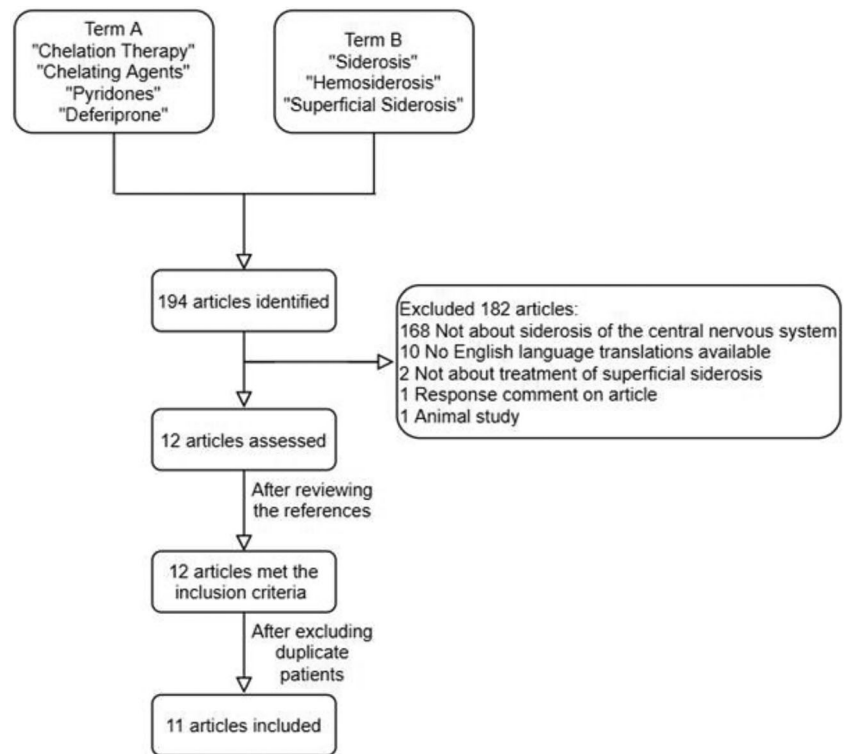 Term A
"Chelation Therapy"
"Chelating Agents"
"Pyridones"
"Deferiprone"
Term B
"Siderosis"
"Hemosiderosis"
"Superficial Siderosis"
194 articles identified
Excluded 182 articles:
168 Not about siderosis of the central nervous system
10 No English language translations available
2 Not about treatment of superficial siderosis
1 Response comment on article
1 Animal study
12 articles assessed
After reviewing
the references
12 articles met the
inclusion criteria
After excluding
duplicate
patients
11 articles included